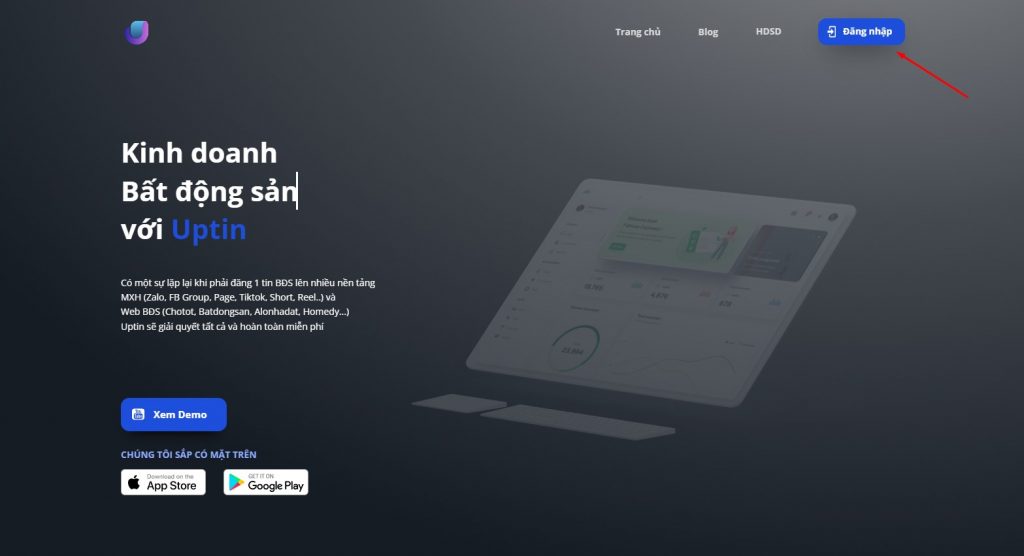 Trang chủ
Blog
HDSD
Đăng nhập
Kinh doanh
Bất động sản
với Uptin
Có một sự lặp lại khi phải đăng 1 tin BĐS lên nhiều nền tảng
MXH (Zalo, FB Group, Page, Tiktok, Short, Reel..) và
Web BĐS (Chotot, Batdongsan, Alonhadat, Homedy...)
Uptin sẽ giải quyết tất cả và hoàn toàn miễn phí
Xem Demo
CHÚNG TÔI SẮP CÓ MẶT TRÊN
Download on the
App Store
GET IT ON
Google Play